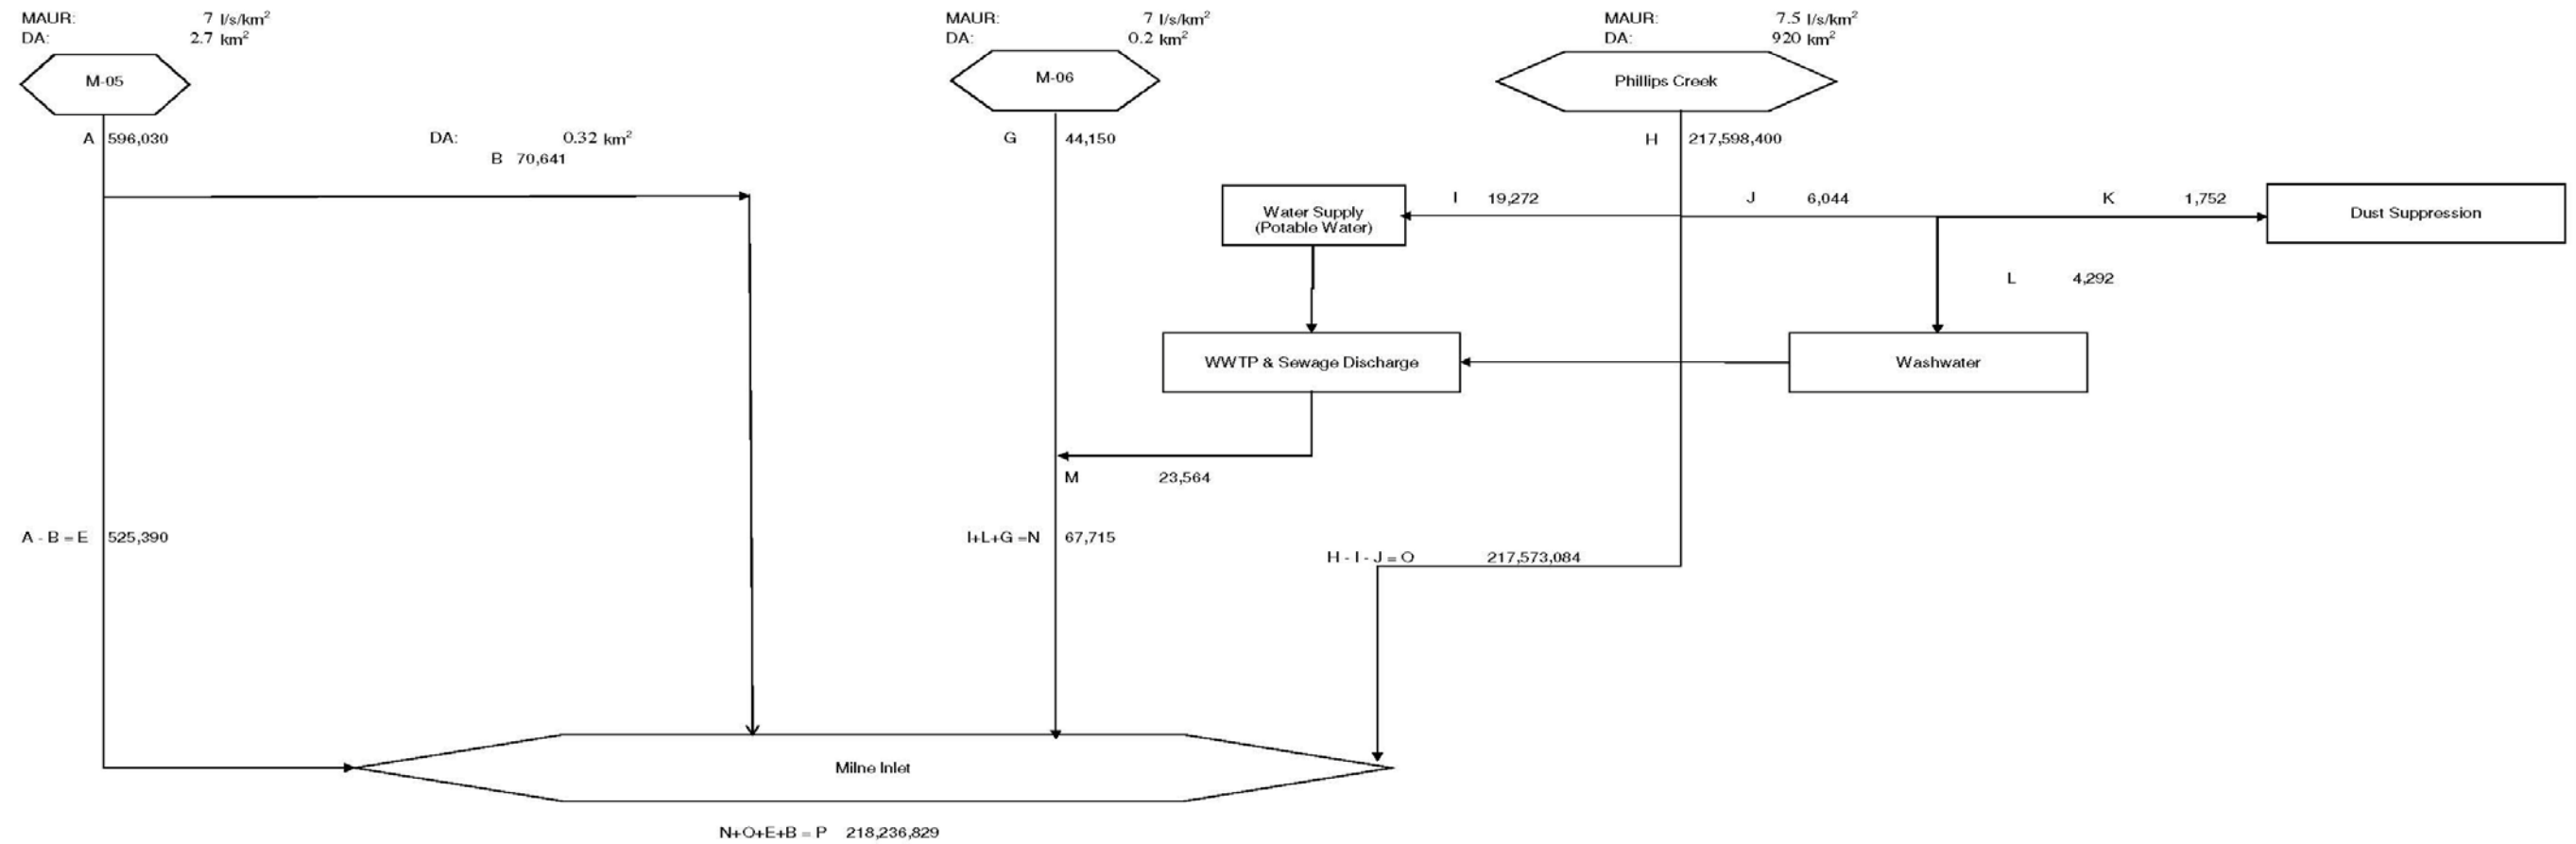 MAUR: 7 l/s/km²
DA: 2.7 km²
M-05
MAUR: 7 l/s/km²
DA: 0.2 km²
M-06
MAUR: 7.5 l/s/km²
DA: 920 km²
Phillips Creek
A 596,030
DA: 0.32 km²
B 70,641
G 44,150
H 217,598,400
I 19,272
J 6,044
K 1,752
Water Supply
(Potable Water)
Dust Suppression
L 4,292
WWTP & Sewage Discharge
Washwater
M 23,564
A - B = E 525,390
I+L+G =N 67,715
H - I - J = O 217,573,084
Milne Inlet
N+O+E+B = P 218,236,829